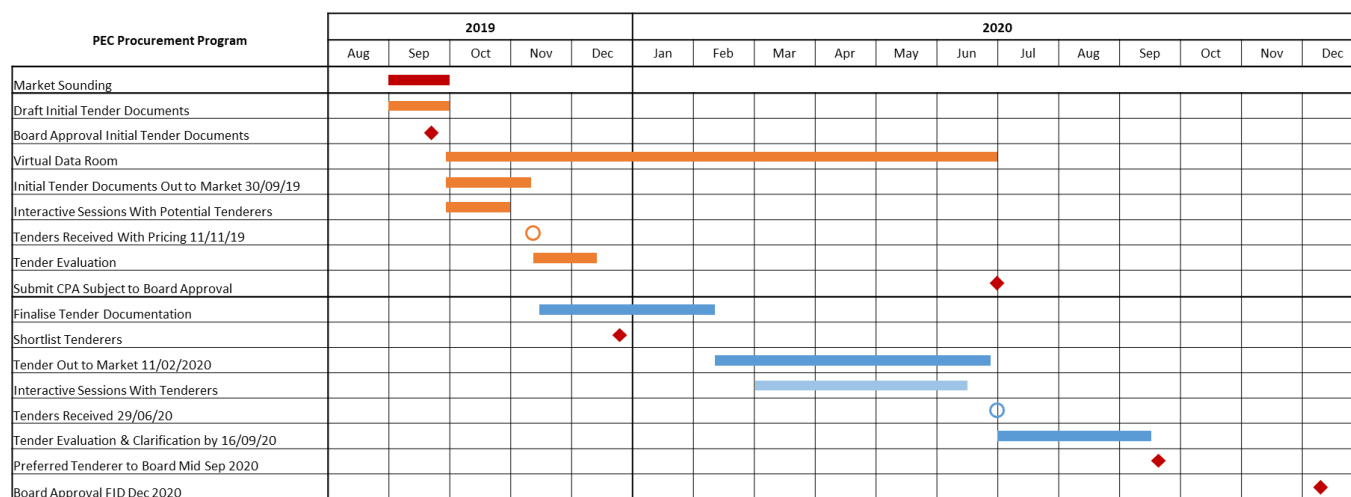 PEC Procurement Program
2019
2020
Aug Sep Oct Nov Dec Jan Feb Mar Apr May Jun Jul Aug Sep Oct Nov Dec
Market Sounding
Draft Initial Tender Documents
Board Approval Initial Tender Documents
Virtual Data Room
Initial Tender Documents Out to Market 30/09/19
Interactive Sessions With Potential Tenderers
Tenders Received With Pricing 11/11/19
Tender Evaluation
Submit CPA Subject to Board Approval
Finalise Tender Documentation
Shortlist Tenderers
Tender Out to Market 11/02/2020
Interactive Sessions With Tenderers
Tenders Received 29/06/20
Tender Evaluation & Clarification by 16/09/20
Preferred Tenderer to Board Mid Sep 2020
Board Approval FID Dec 2020